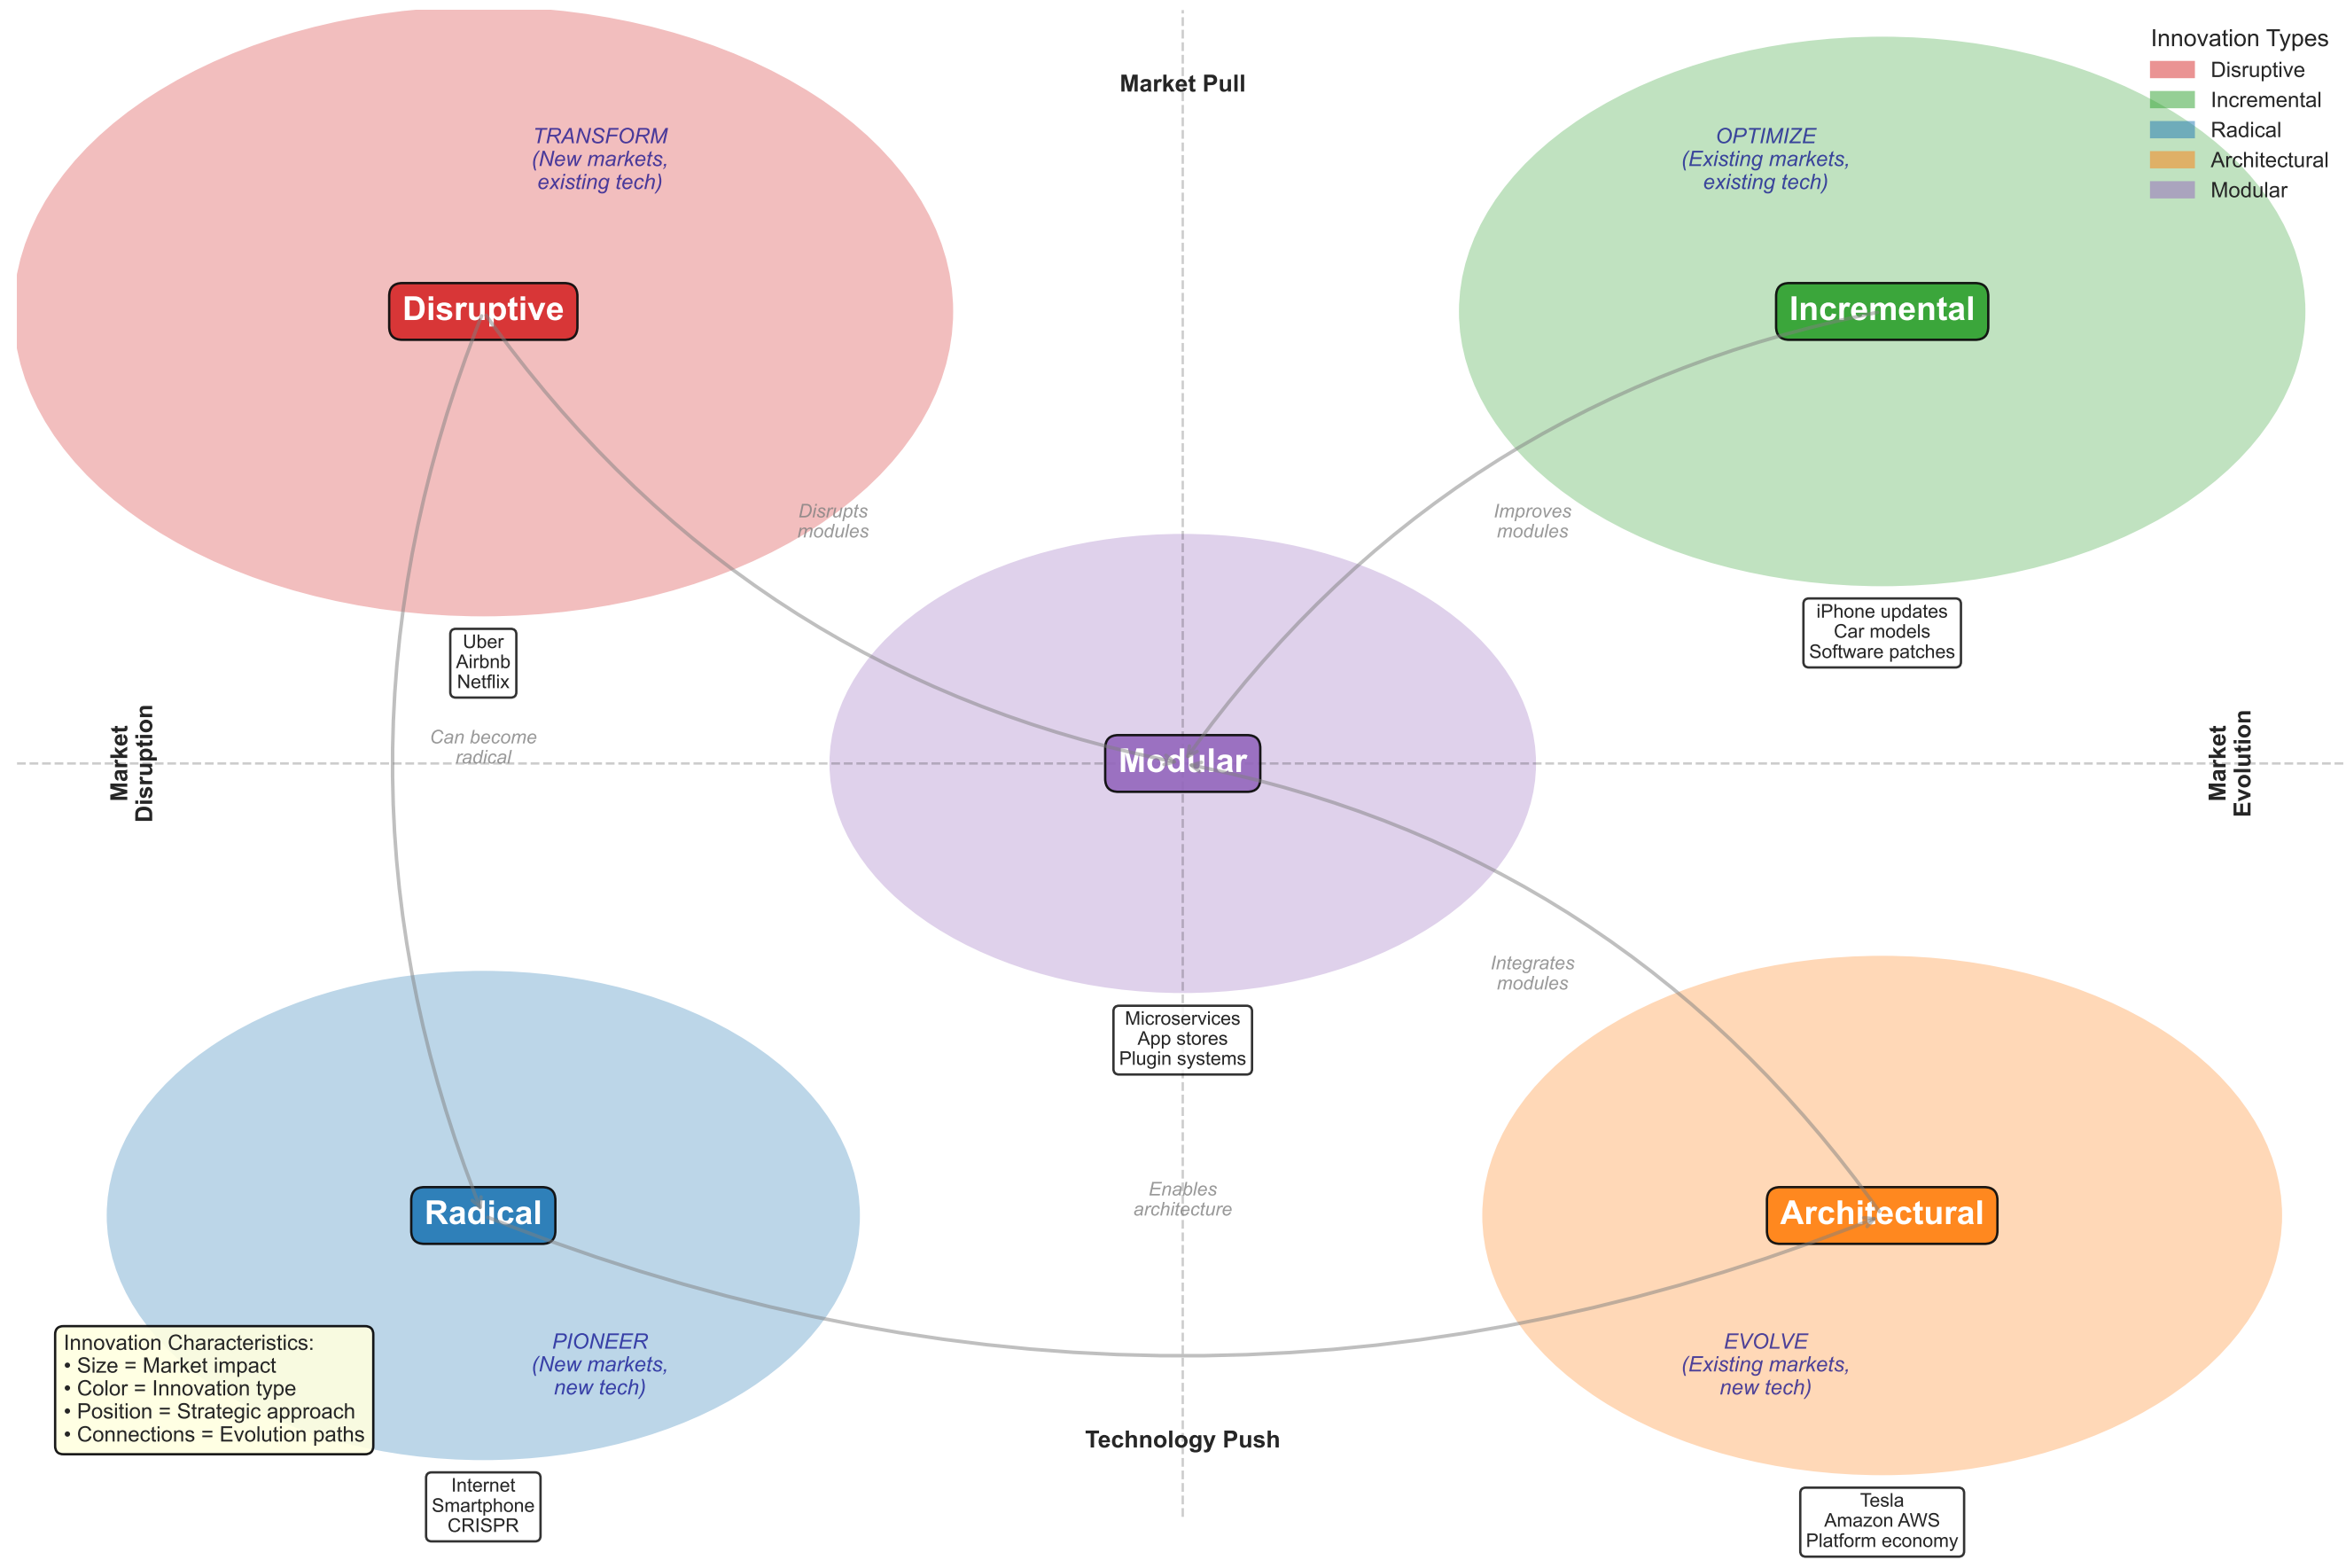 Market Pull
Innovation Types
Disruptive
Incremental
Radical
Architectural
Modular
TRANSFORM
(New markets,
existing tech)
OPTIMIZE
(Existing markets,
existing tech)
Disruptive
Incremental
Disrupts
modules
Improves
modules
Uber
Airbnb
Netflix
iPhone updates
Car models
Software patches
Market
Disruption
Can become
radical
Modular
Market
Evolution
Integrates
modules
Microservices
App stores
Plugin systems
Enables
architecture
Radical
Architectural
PIONEER
(New markets,
new tech)
EVOLVE
(Existing markets,
new tech)
Innovation Characteristics:
• Size = Market impact
• Color = Innovation type
• Position = Strategic approach
• Connections = Evolution paths
Technology Push
Internet
Smartphone
CRISPR
Tesla
Amazon AWS
Platform economy